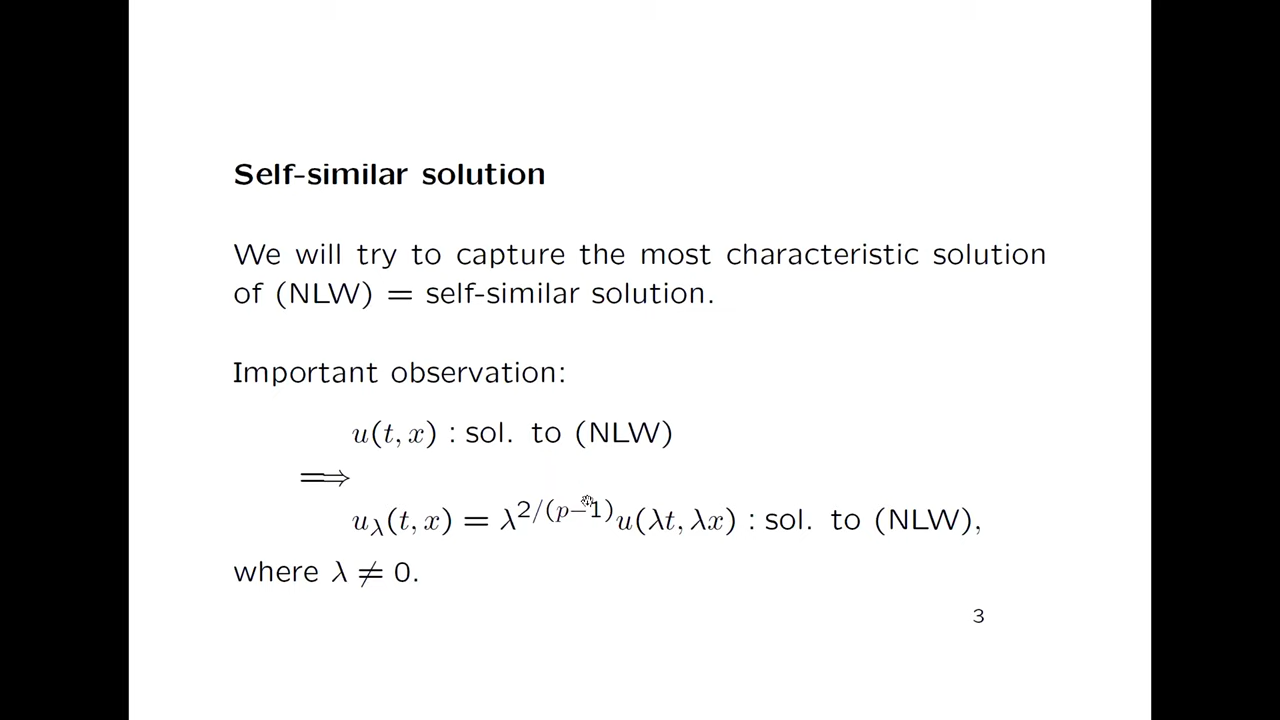 Self-similar solution
We will try to capture the most characteristic solution
of (NLW) = self-similar solution.
Important observation:
u(t, x) : sol. to (NLW)
⟹
u_λ(t, x) = λ^{2/(p−1)}u(λt, λx) : sol. to (NLW),
where λ ≠ 0.
3